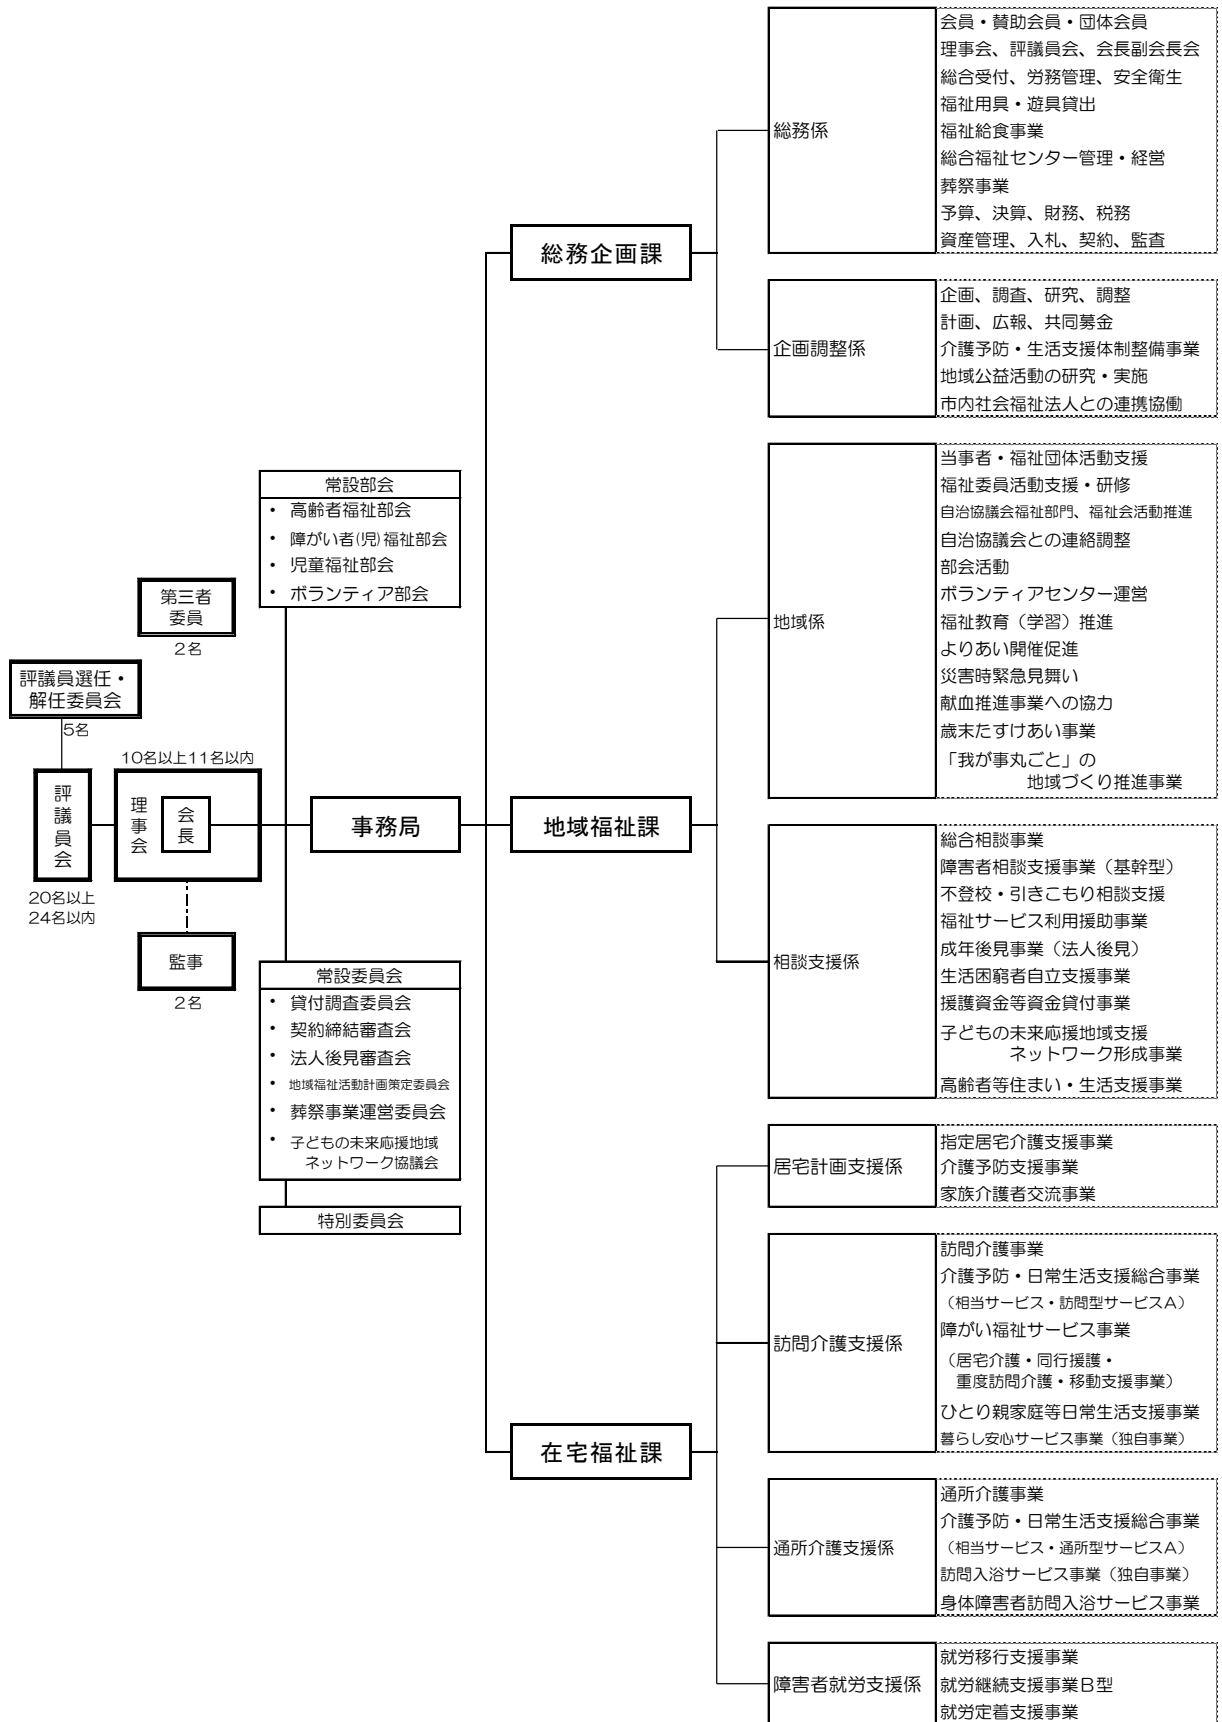 第三者
委員
2名
評議員選任・
解任委員会
5名
評議員会
20名以上
24名以内
10名以上11名以内
理事会
会長
監事
2名
常設部会
・ 高齢者福祉部会
・ 障がい者(児)福祉部会
・ 児童福祉部会
・ ボランティア部会
事務局
常設委員会
・ 貸付調査委員会
・ 契約締結審査会
・ 法人後見審査会
・ 地域福祉活動計画策定委員会
・ 葬祭事業運営委員会
・ 子どもの未来応援地域
ネットワーク協議会
特別委員会
総務企画課
総務係
会員・賛助会員・団体会員
理事会、評議員会、会長副会長会
総合受付、労務管理、安全衛生
福祉用具・遊具貸出
福祉給食事業
総合福祉センター管理・経営
葬祭事業
予算、決算、財務、税務
資産管理、入札、契約、監査
企画調整係
企画、調査、研究、調整
計画、広報、共同募金
介護予防・生活支援体制整備事業
地域公益活動の研究・実施
市内社会福祉法人との連携協働
地域福祉課
地域係
当事者・福祉団体活動支援
福祉委員活動支援・研修
自治協議会福祉部門、福祉会活動推進
自治協議会との連絡調整
部会活動
ボランティアセンター運営
福祉教育（学習）推進
よりあい開催促進
災害時緊急見舞い
献血推進事業への協力
歳末たすけあい事業
「我が事丸ごと」の
地域づくり推進事業
相談支援係
総合相談事業
障害者相談支援事業（基幹型）
不登校・引きこもり相談支援
福祉サービス利用援助事業
成年後見事業（法人後見）
生活困窮者自立支援事業
援護資金等資金貸付事業
子どもの未来応援地域支援
ネットワーク形成事業
高齢者等住まい・生活支援事業
在宅福祉課
居宅計画支援係
指定居宅介護支援事業
介護予防支援事業
家族介護者交流事業
訪問介護支援係
訪問介護事業
介護予防・日常生活支援総合事業
（相当サービス・訪問型サービスA）
障がい福祉サービス事業
（居宅介護・同行援護・
重度訪問介護・移動支援事業）
ひとり親家庭等日常生活支援事業
暮らし安心サービス事業（独自事業）
通所介護支援係
通所介護事業
介護予防・日常生活支援総合事業
（相当サービス・通所型サービスA）
訪問入浴サービス事業（独自事業）
身体障害者訪問入浴サービス事業
障害者就労支援係
就労移行支援事業
就労継続支援事業B型
就労定着支援事業